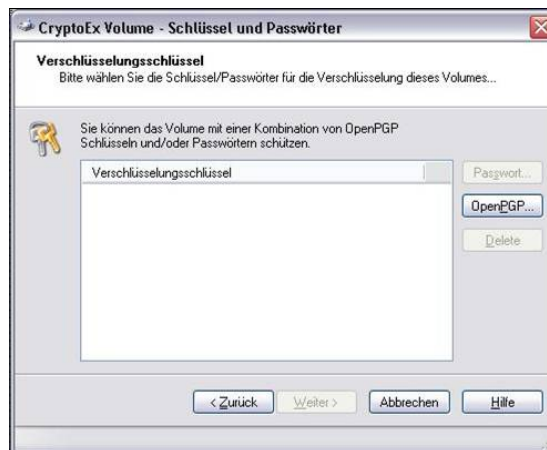 CryptoEx Volume - Schlüssel und Passwörter
Verschlüsselungsschlüssel
Bitte wählen Sie die Schlüssel/Passwörter für die Verschlüsselung dieses Volumes...
Sie können das Volume mit einer Kombination von OpenPGP
Schlüsseln und/oder Passwörtern schützen.
Verschlüsselungsschlüssel
Passwort...
OpenPGP...
Delete
< Zurück
Weiter >
Abbrechen
Hilfe